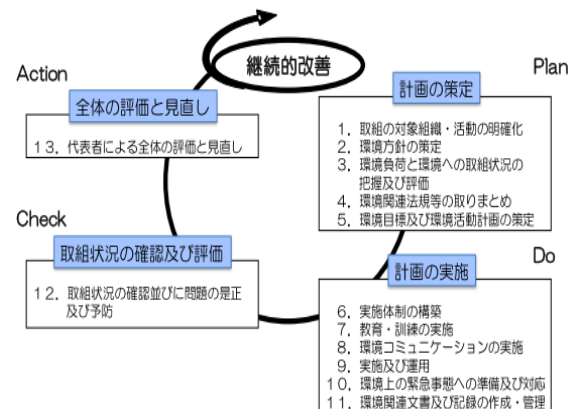 継続的改善
Plan
計画の策定
1．取組の対象組織・活動の明確化
2．環境方針の策定
3．環境負荷と環境への取組状況の
把握及び評価
4．環境関連法規等の取りまとめ
5．環境目標及び環境活動計画の策定
Do
計画の実施
6．実施体制の構築
7．教育・訓練の実施
8．環境コミュニケーションの実施
9．実施及び運用
10．環境上の緊急事態への準備及び対応
11．環境関連文書及び記録の作成・管理
Check
取組状況の確認及び評価
12．取組状況の確認並びに問題の是正
及び予防
Action
全体の評価と見直し
13．代表者による全体の評価と見直し